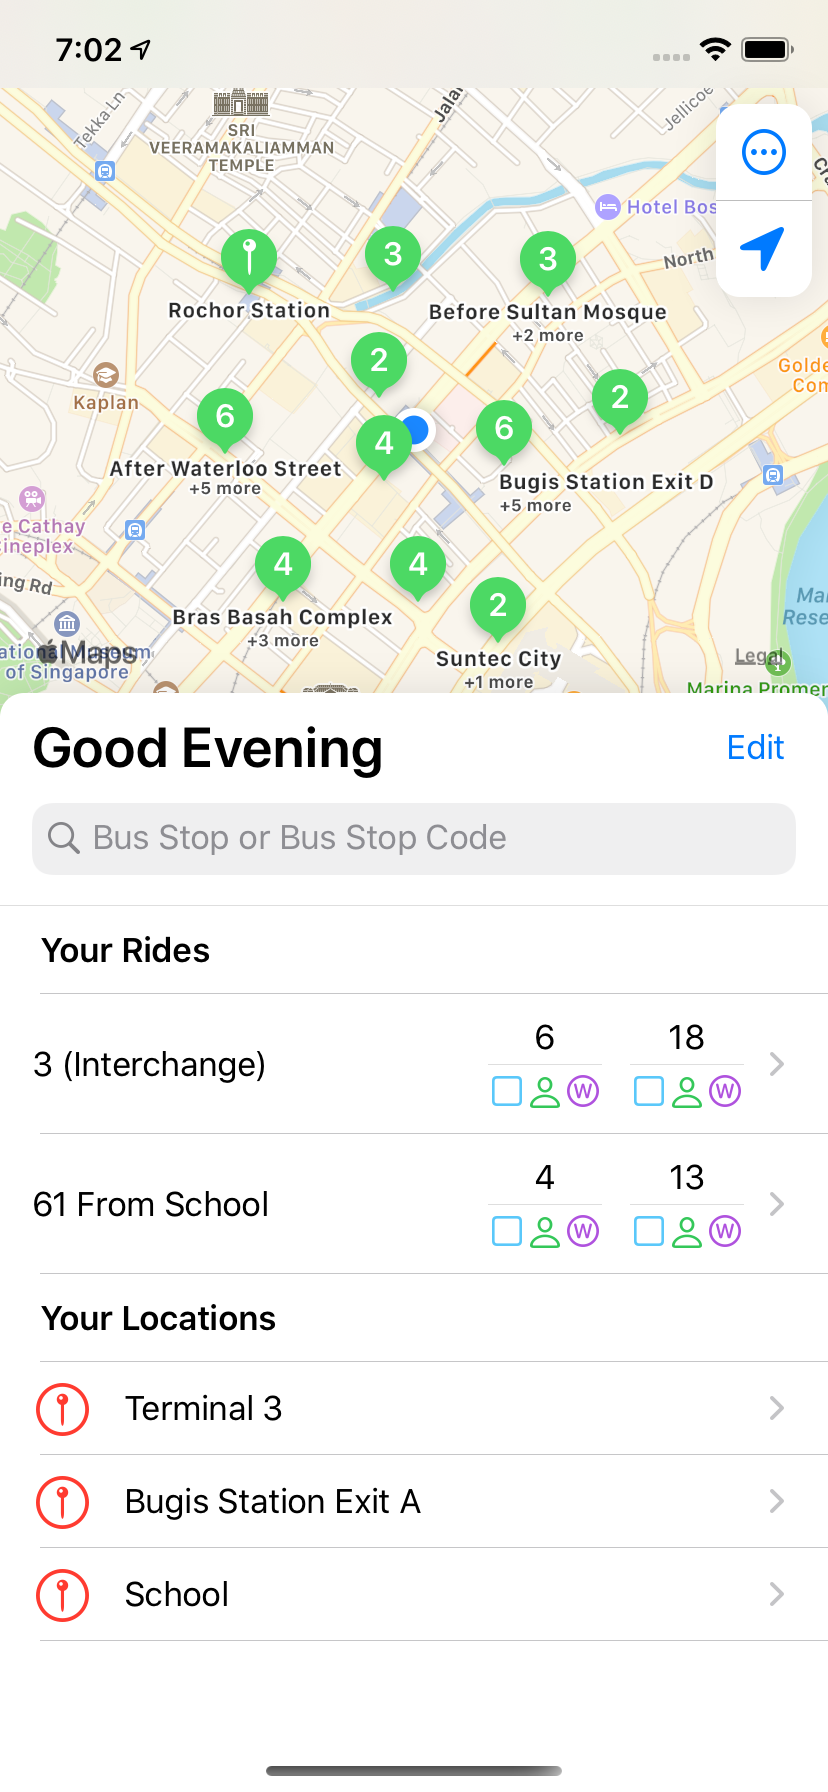 7:02
Tekka Ln
Jalan
Jellicoe
SRI
VEERAMAKALIAMMAN
TEMPLE
Hotel Bos
North
3
3
Rochor Station
Before Sultan Mosque
+2 more
2
Golde
Com
Kaplan
2
6
4
6
After Waterloo Street
+5 more
Bugis Station Exit D
+5 more
e Cathay
Cineplex
ing Rd
4
4
2
Bras Basah Complex
+3 more
Mar
Rese
ational Museum
of Singapore
Maps
Suntec City
+1 more
Legal
1
Marina Promen
Good Evening
Edit
Bus Stop or Bus Stop Code
Your Rides
3 (Interchange)
6
18
W
W
61 From School
4
13
W
W
Your Locations
Terminal 3
Bugis Station Exit A
School